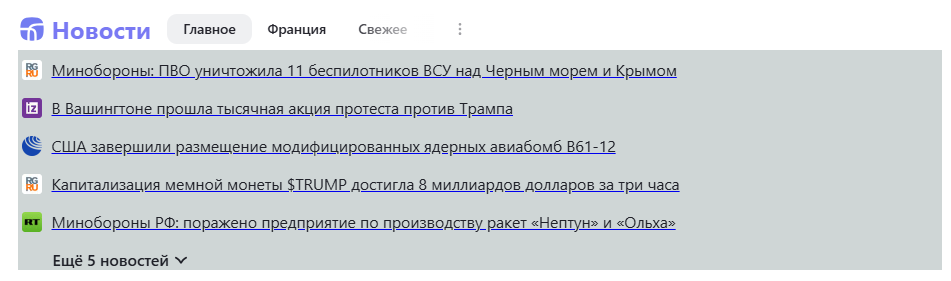 Новости Главное Франция Свежее
RG RU Минобороны: ПВО уничтожила 11 беспилотников ВСУ над Черным морем и Крымом
iz В Вашингтоне прошла тысячная акция протеста против Трампа
США завершили размещение модифицированных ядерных авиабомб B61-12
RG RU Капитализация мемной монеты $TRUMP достигла 8 миллиардов долларов за три часа
RT Минобороны РФ: поражено предприятие по производству ракет «Нептун» и «Ольха»
Ещё 5 новостей